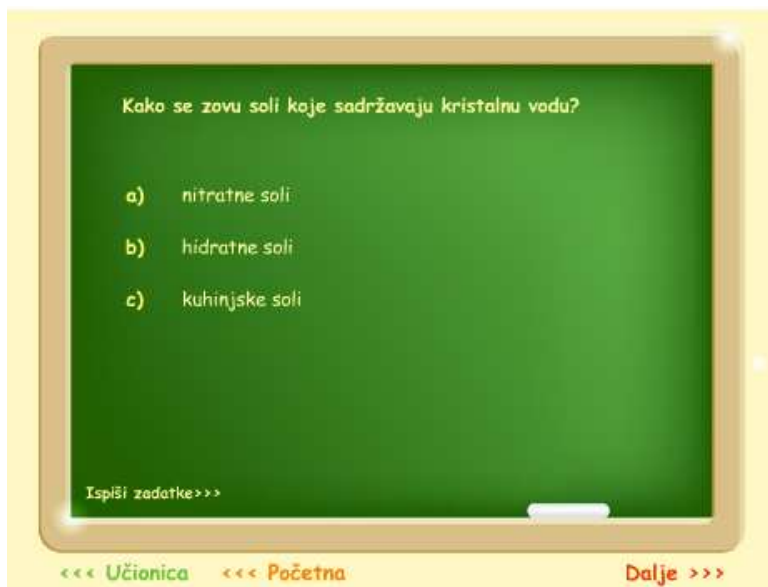 Kako se zovu soli koje sadržavaju kristalnu vodu?
a) nitratne soli
b) hidratne soli
c) kuhinjske soli
Ispiši zadatke>>>
<<< Učionica <<< Početna Dalje >>>